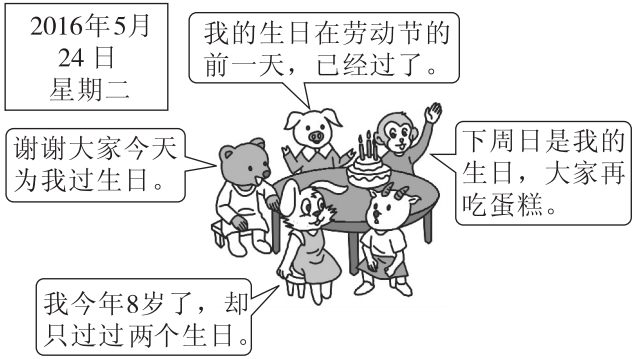 2016年5月
24日
星期二
我的生日在劳动节的
前一天，已经过了。
谢谢大家今天
为我过生日。
下周日是我的
生日，大家再
吃蛋糕。
我今年8岁了，却
只过过两个生日。